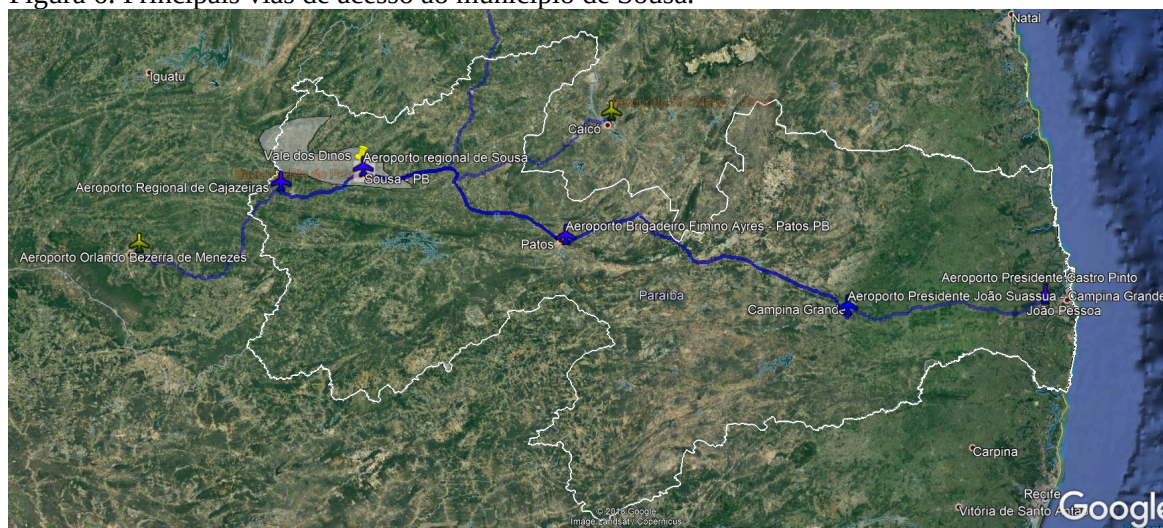 Figura 6. Principais vias de acesso ao município de Sousa.
Natal
Iguatu
Caicó
Vale dos Dinos
Aeroporto regional de Sousa
Sousa - PB
Aeroporto Regional de Cajazeiras
Aeroporto Brigadeiro Fimino Ayres - Patos PB
Patos
Aeroporto Orlando Bezerra de Menezes
Aeroporto Presidente Castro Pinto
Paraíba
Aeroporto Presidente João Suassua - Campina Grande
Campina Grande
João Pessoa
Carpina
Recife
Vitória de Santo Antã
© 2018 Google
Image Landsat / Copernicus
Google